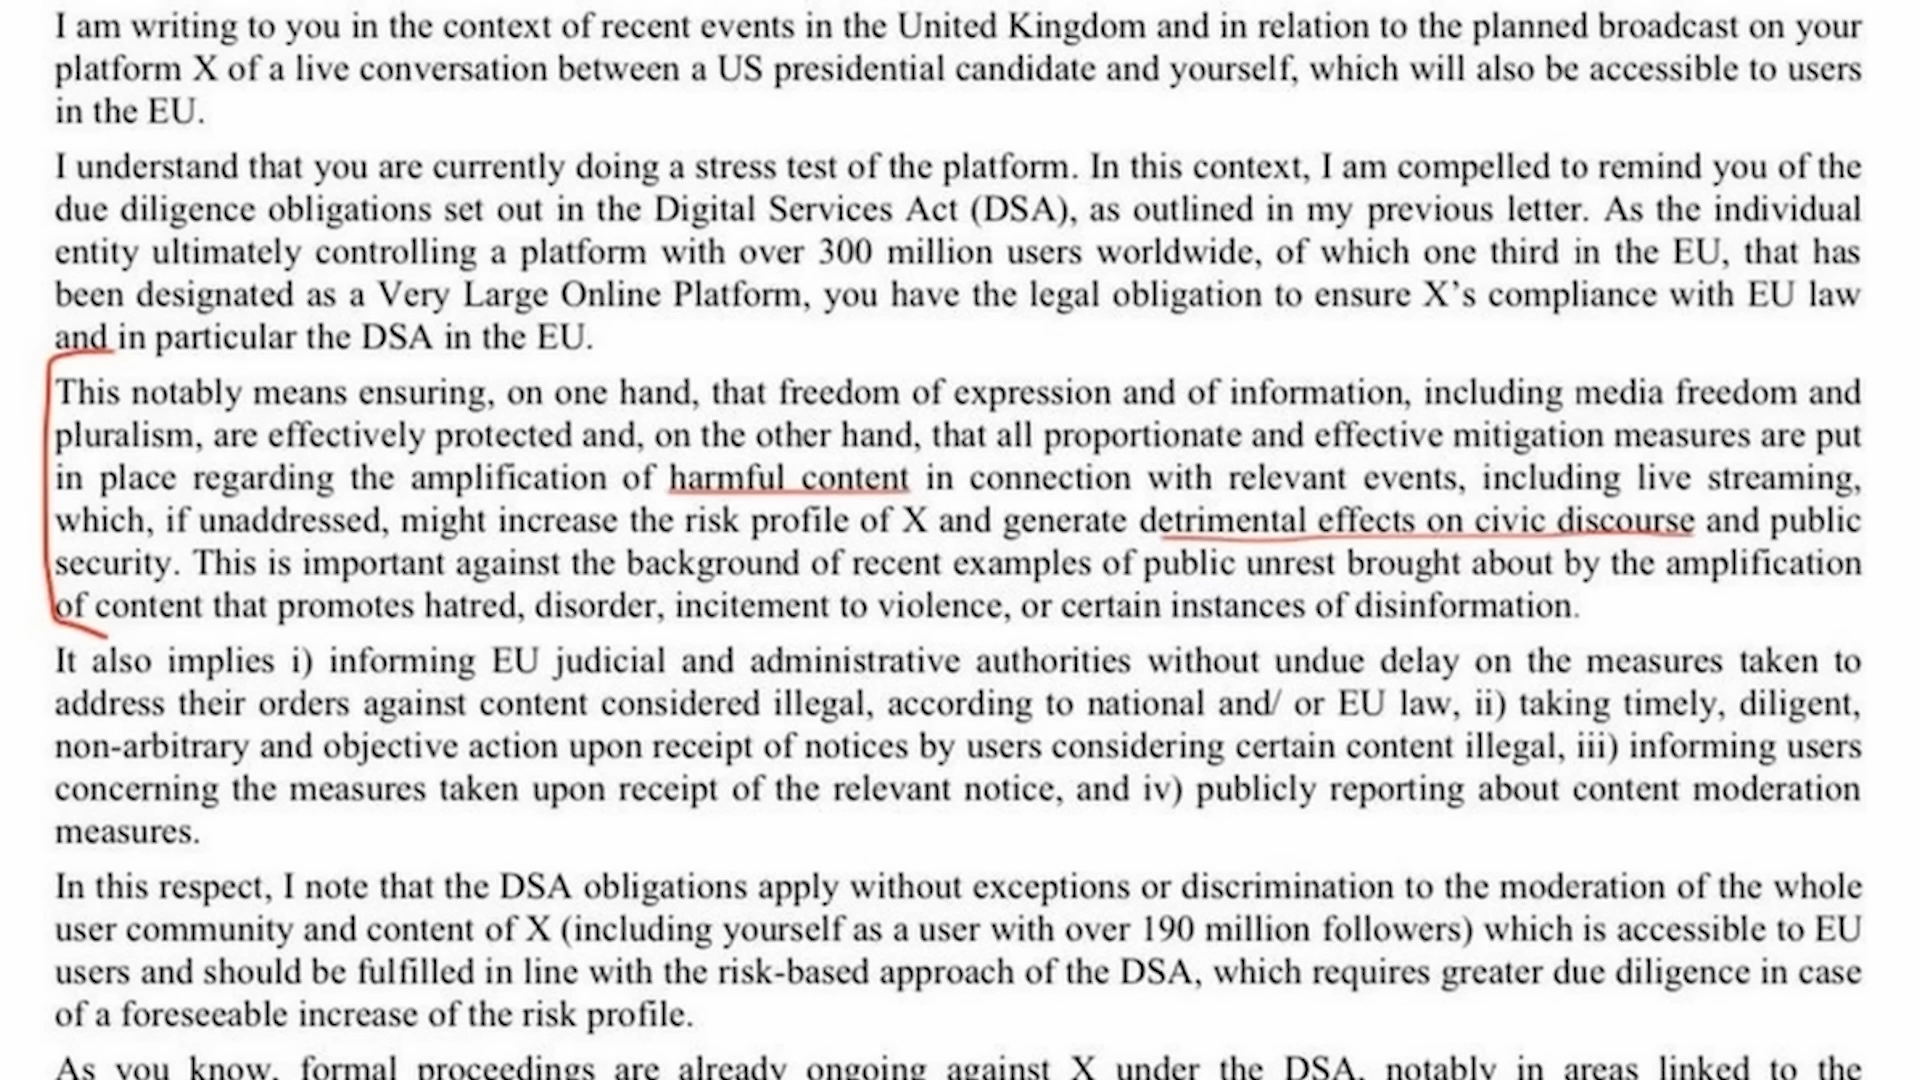 I am writing to you in the context of recent events in the United Kingdom and in relation to the planned broadcast on your
platform X of a live conversation between a US presidential candidate and yourself, which will also be accessible to users
in the EU.
I understand that you are currently doing a stress test of the platform. In this context, I am compelled to remind you of the
due diligence obligations set out in the Digital Services Act (DSA), as outlined in my previous letter. As the individual
entity ultimately controlling a platform with over 300 million users worldwide, of which one third in the EU, that has
been designated as a Very Large Online Platform, you have the legal obligation to ensure X’s compliance with EU law
and in particular the DSA in the EU.
This notably means ensuring, on one hand, that freedom of expression and of information, including media freedom and
pluralism, are effectively protected and, on the other hand, that all proportionate and effective mitigation measures are put
in place regarding the amplification of harmful content in connection with relevant events, including live streaming,
which, if unaddressed, might increase the risk profile of X and generate detrimental effects on civic discourse and public
security. This is important against the background of recent examples of public unrest brought about by the amplification
of content that promotes hatred, disorder, incitement to violence, or certain instances of disinformation.
It also implies i) informing EU judicial and administrative authorities without undue delay on the measures taken to
address their orders against content considered illegal, according to national and/ or EU law, ii) taking timely, diligent,
non-arbitrary and objective action upon receipt of notices by users considering certain content illegal, iii) informing users
concerning the measures taken upon receipt of the relevant notice, and iv) publicly reporting about content moderation
measures.
In this respect, I note that the DSA obligations apply without exceptions or discrimination to the moderation of the whole
user community and content of X (including yourself as a user with over 190 million followers) which is accessible to EU
users and should be fulfilled in line with the risk-based approach of the DSA, which requires greater due diligence in case
of a foreseeable increase of the risk profile.
As you know, formal proceedings are already ongoing against X under the DSA, notably in areas linked to the